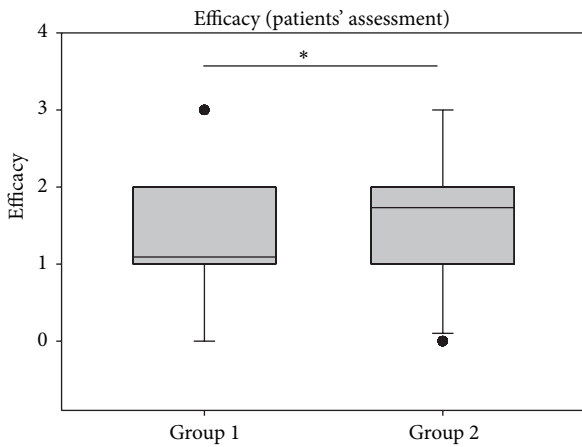 Efficacy (patients' assessment)
4
*
3
2
1
0
Efficacy
Group 1 Group 2